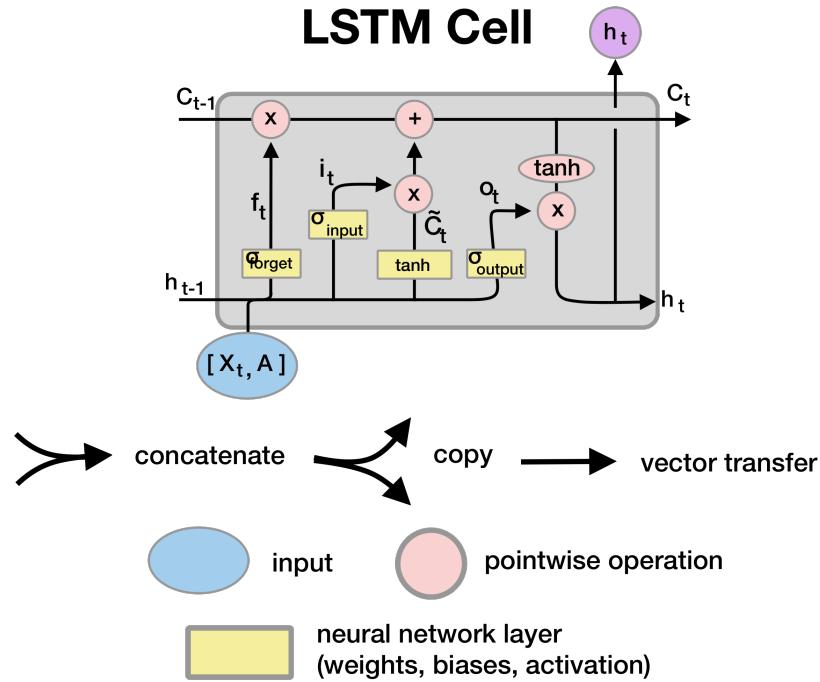 LSTM Cell
h t
C t-1
C t
x
+
tanh
i t
o t
f t
x
x
C̃ t
σ input
σ forget
tanh
σ output
h t-1
h t
[ X t , A ]
concatenate
copy
vector transfer
input
pointwise operation
neural network layer
(weights, biases, activation)